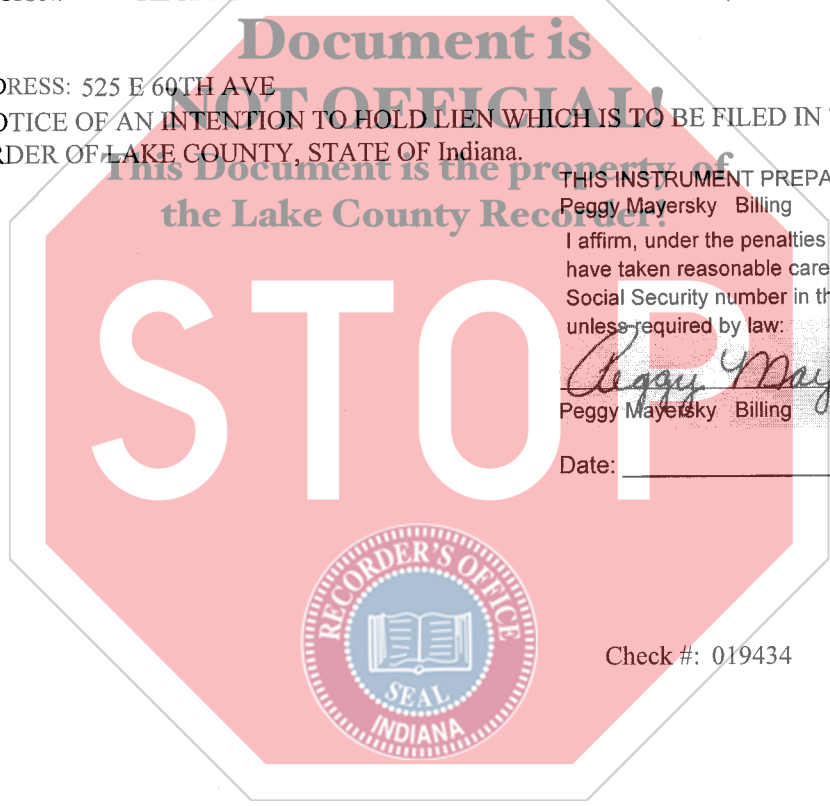 Document is
DRESS: 525 E 60TH AVE
NOT OFFICIAL!
OTICE OF AN INTENTION TO HOLD LIEN WHICH IS TO BE FILED IN
RDER OF LAKE COUNTY, STATE OF Indiana.
This Document is the property of
the Lake County Recorder!
THIS INSTRUMENT PREPA
Peggy Mayersky Billing
I affirm, under the penalties
have taken reasonable care
Social Security number in th
unless required by law:
Peggy May
Peggy Mayersky Billing
Date:
STOP
RECORDER'S OFFICE
SEAL
INDIANA
Check #: 019434